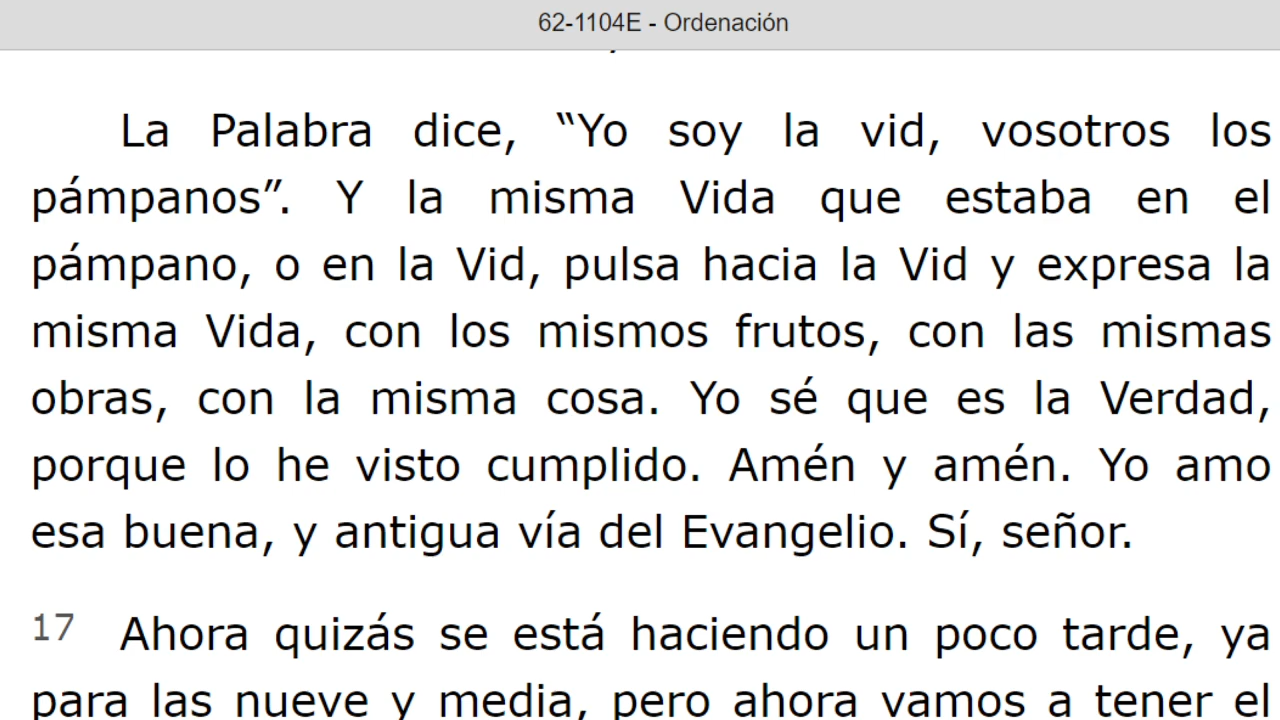 62-1104E - Ordenación
La Palabra dice, “Yo soy la vid, vosotros los
pámpanos”. Y la misma Vida que estaba en el
pámpano, o en la Vid, pulsa hacia la Vid y expresa la
misma Vida, con los mismos frutos, con las mismas
obras, con la misma cosa. Yo sé que es la Verdad,
porque lo he visto cumplido. Amén y amén. Yo amo
esa buena, y antigua vía del Evangelio. Sí, señor.
17 Ahora quizás se está haciendo un poco tarde, ya
para las nueve y media, pero ahora vamos a tener el